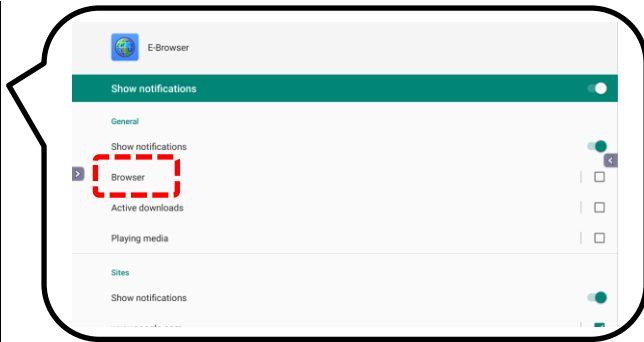 E-Browser
Show notifications
General
Show notifications
Browser
Active downloads
Playing media
Sites
Show notifications